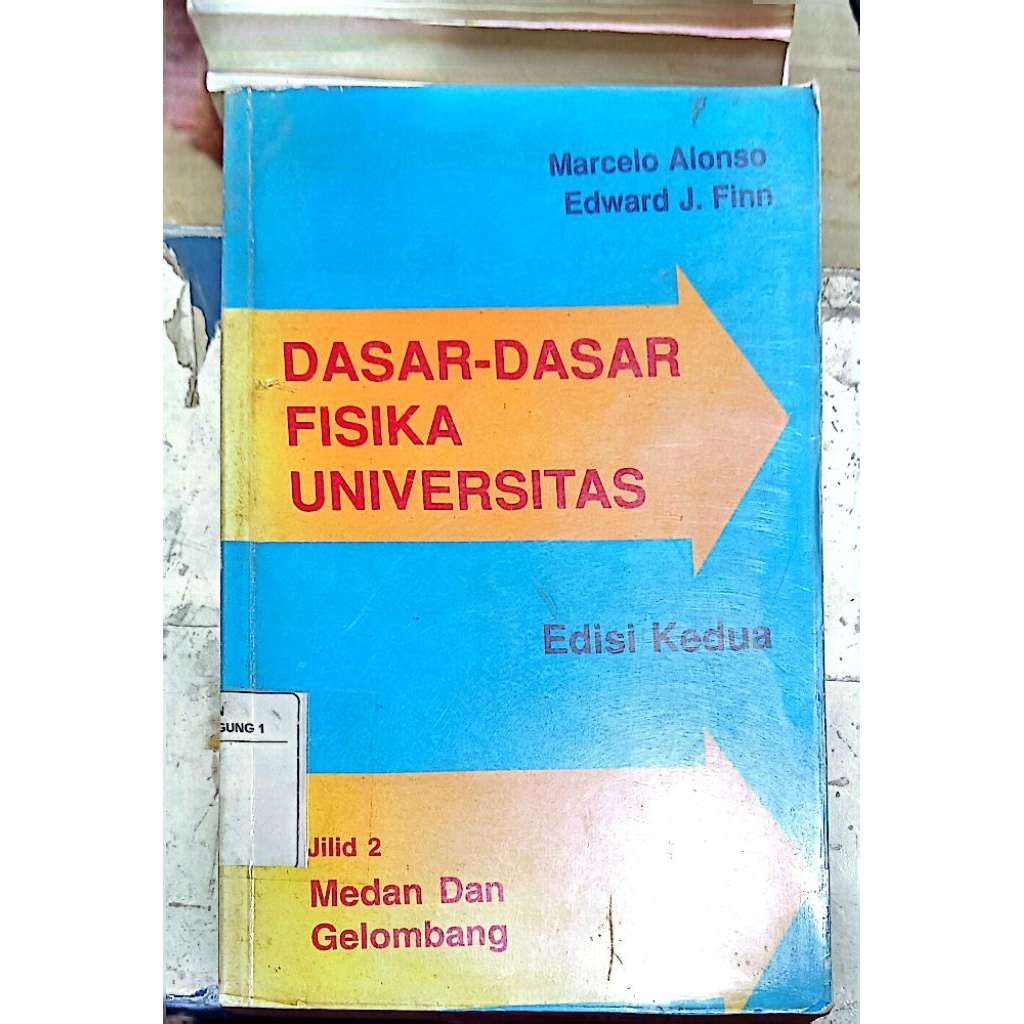 Marcelo Alonso
Edward J. Finn
DASAR-DASAR
FISIKA
UNIVERSITAS
Edisi Kedua
GUNG 1
Jilid 2
Medan Dan
Gelombang